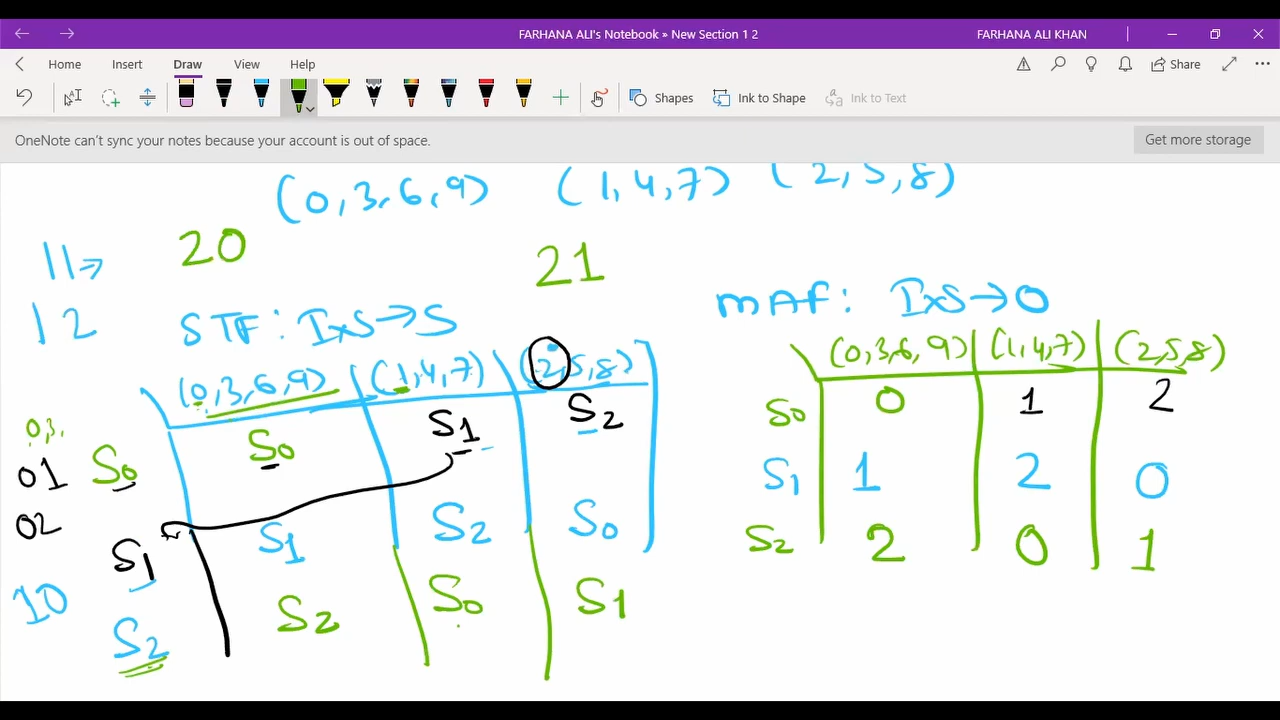 FARHANA ALI's Notebook » New Section 1 2
FARHANA ALI KHAN
Home Insert Draw View Help
Share
Shapes
Ink to Shape
Ink to Text
OneNote can't sync your notes because your account is out of space.
Get more storage
(0,3,6,9) (1,4,7) (2,5,8)
11→ 20 21
12 STF: IxS→S
MAF: IxS→O
(0,3,6,9) (1,4,7) (2,5,8)
0,3.
01 S0 S0 S1 S2
02
S1 S1 S2 S0
10
S2 S2 S0 S1
(0,3,6,9) (1,4,7) (2,5,8)
S0 0 1 2
S1 1 2 0
S2 2 0 1